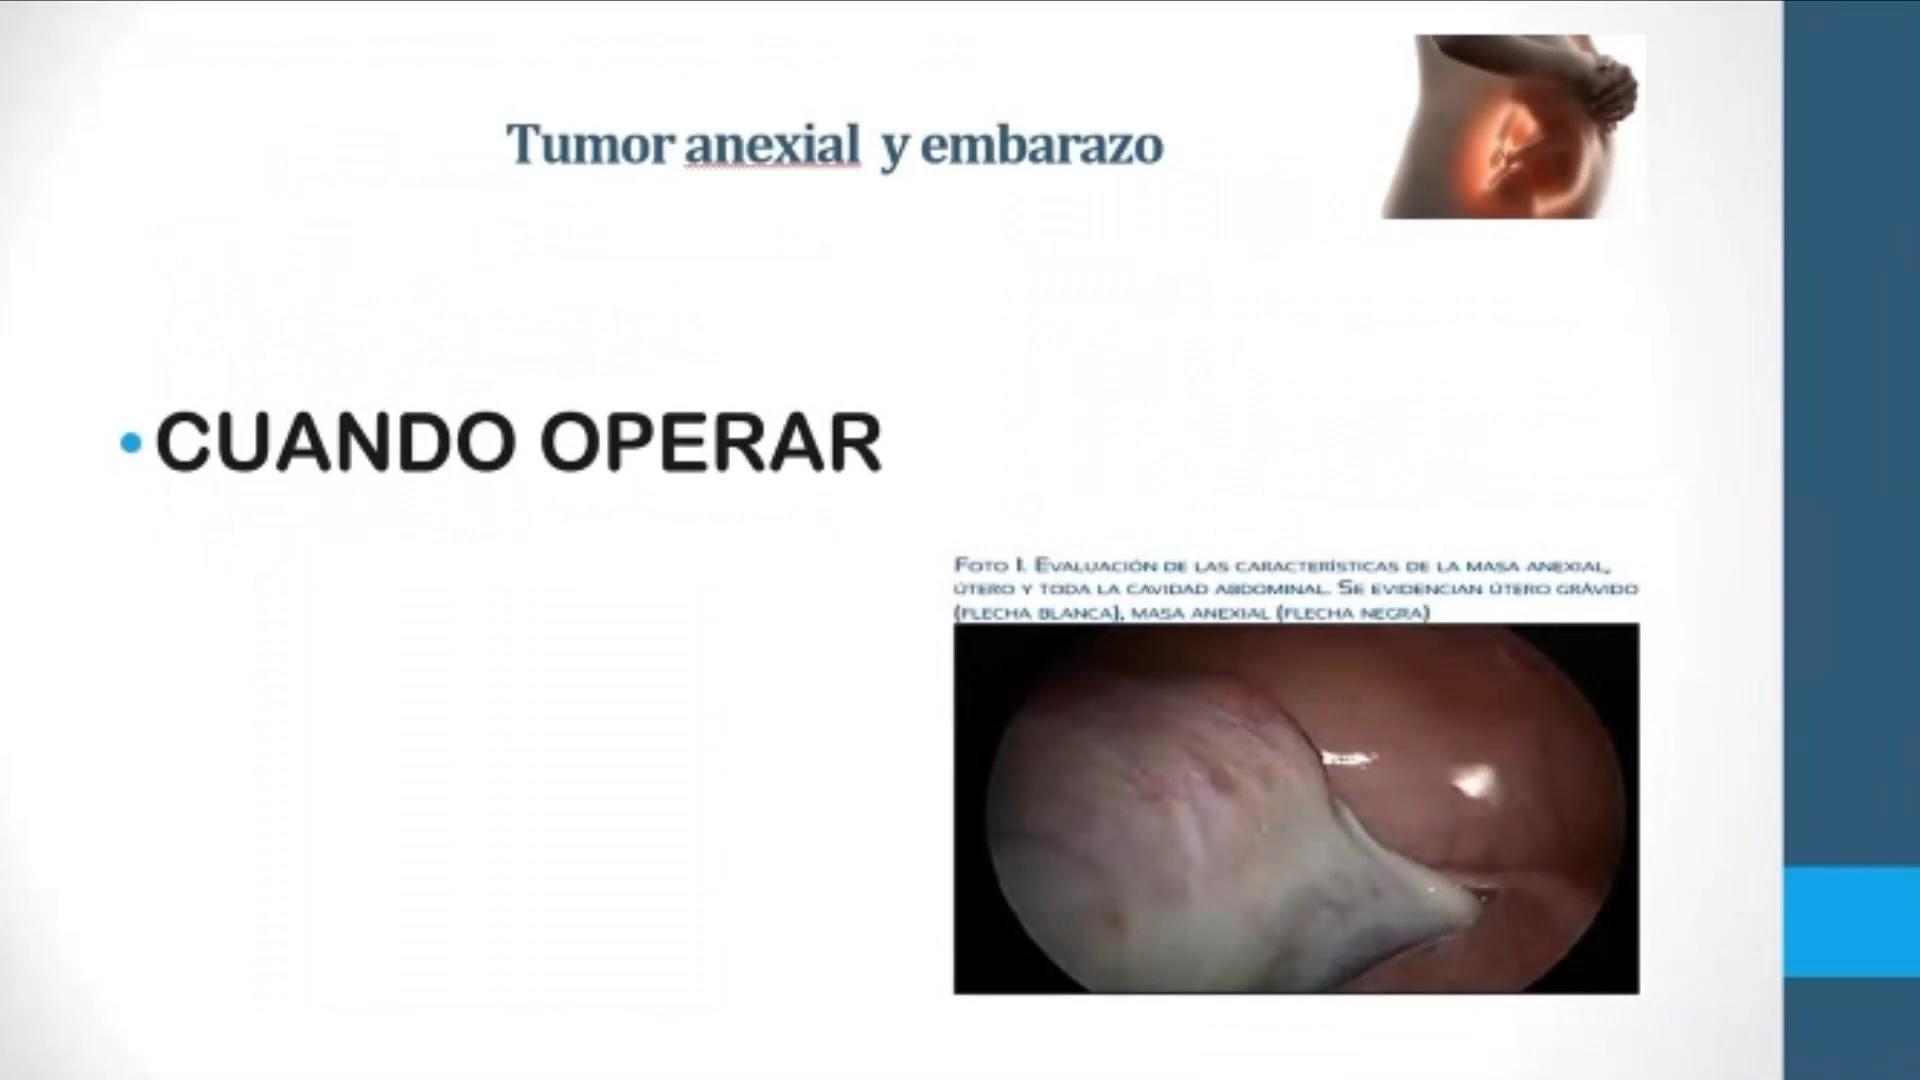 Tumor anexial y embarazo
• CUANDO OPERAR
Foto 1. Evaluación de las características de la masa anexial,
útero y toda la cavidad abdominal. Se evidencian útero grávido
(flecha blanca), masa anexial (flecha negra)